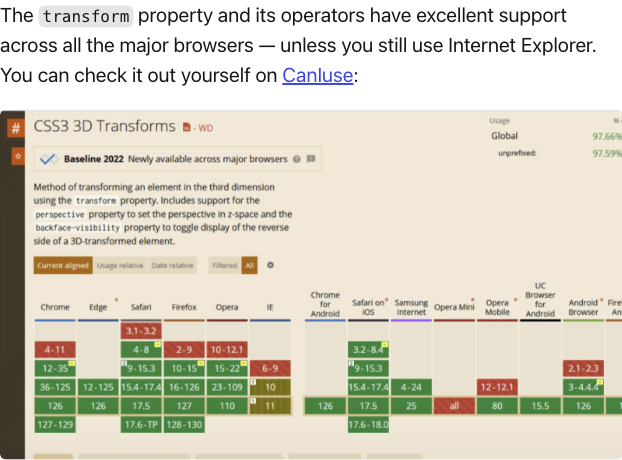 The transform property and its operators have excellent support
across all the major browsers — unless you still use Internet Explorer.
You can check it out yourself on CanIuse:
# CSS3 3D Transforms - WD
Usage %
Global 97.66%
unprefixed: 97.59%
Baseline 2022 Newly available across major browsers
Method of transforming an element in the third dimension
using the transform property. Includes support for the
perspective property to set the perspective in z-space and the
backface-visibility property to toggle display of the reverse
side of a 3D-transformed element.
Current aligned Usage relative Date relative Filtered All
Chrome Edge * Safari Firefox Opera IE Chrome for Android Safari on * iOS Samsung Internet Opera Mini * Opera Mobile * UC Browser for Android Android * Browser Fire
An
3.1-3.2
4-11 4-8 2-9 10-12.1 3.2-8.4
12-35 9-15.3 10-15 15-22 6-9 9-15.3 2.1-2.3
36-125 12-125 15.4-17.4 16-126 23-109 10 15.4-17.4 4-24 12-12.1 3-4.4.4
126 126 17.5 127 110 11 126 17.5 25 all 80 15.5 126 1
127-129 17.6-TP 128-130 17.6-18.0